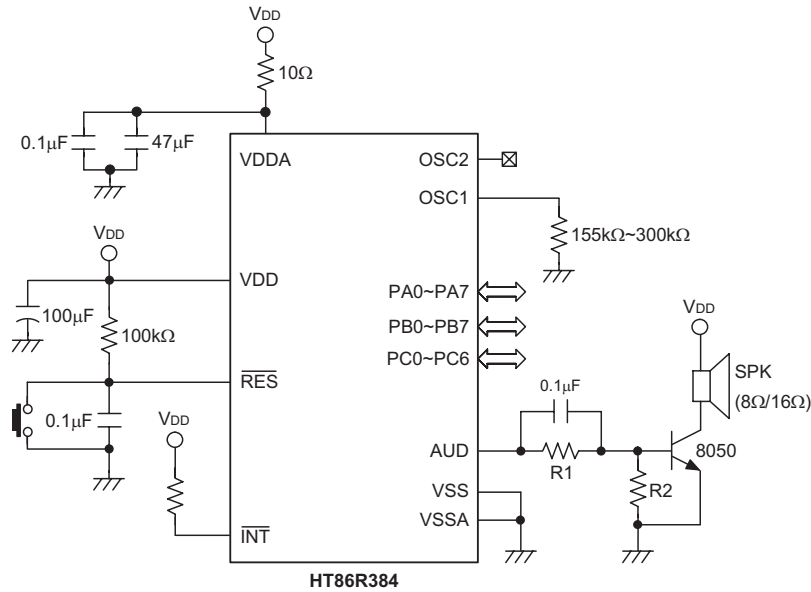 VDD
10Ω
0.1μF
47μF
VDDA
OSC2
OSC1
155kΩ~300kΩ
VDD
VDD
100μF
100kΩ
PA0~PA7
PB0~PB7
PC0~PC6
VDD
SPK
(8Ω/16Ω)
RES
0.1μF
VDD
0.1μF
AUD
R1
8050
R2
VSS
VSSA
INT
HT86R384